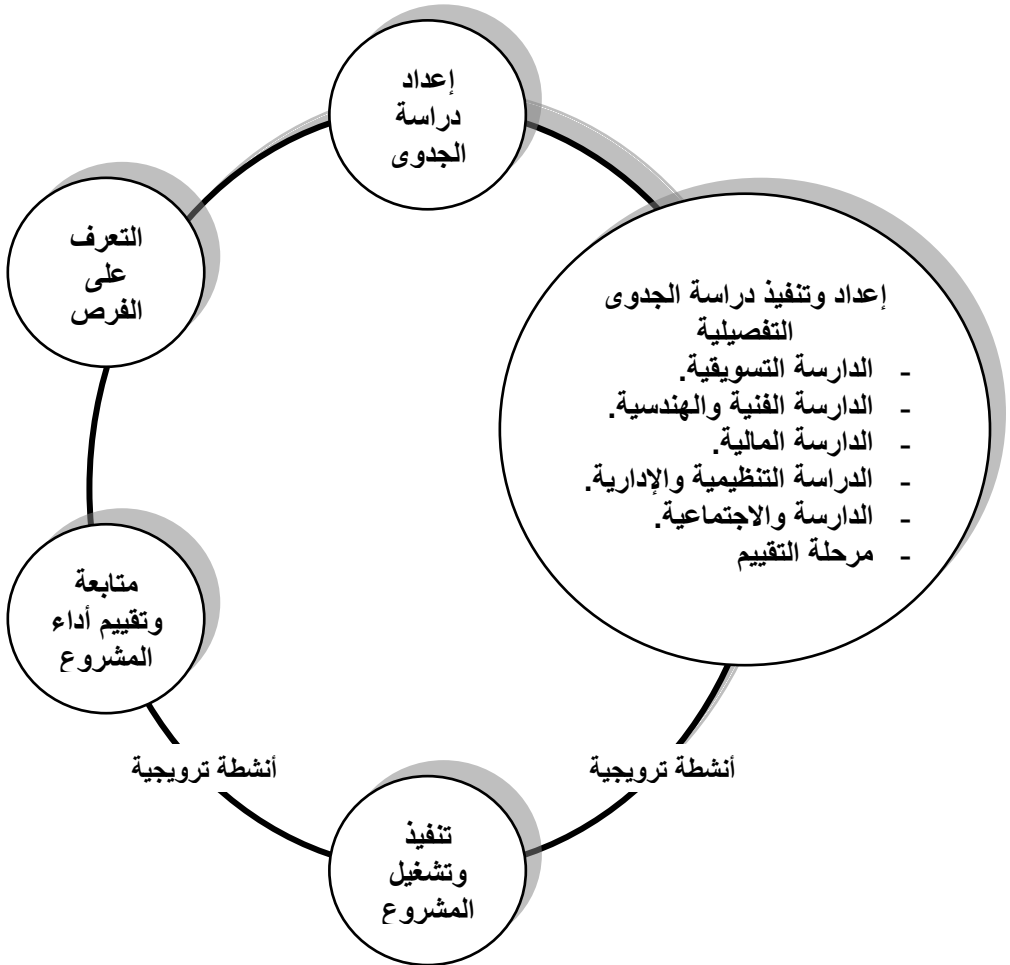 إعداد
دراسة
الجدوى
التعرف
على
الفرص
إعداد وتنفيذ دراسة الجدوى
التفصيلية
- الدارسة التسويقية.
- الدارسة الفنية والهندسية.
- الدارسة المالية.
- الدراسة التنظيمية والإدارية.
- الدارسة والاجتماعية.
- مرحلة التقييم
متابعة
وتقييم أداء
المشروع
أنشطة ترويجية
أنشطة ترويجية
تنفيذ
وتشغيل
المشروع